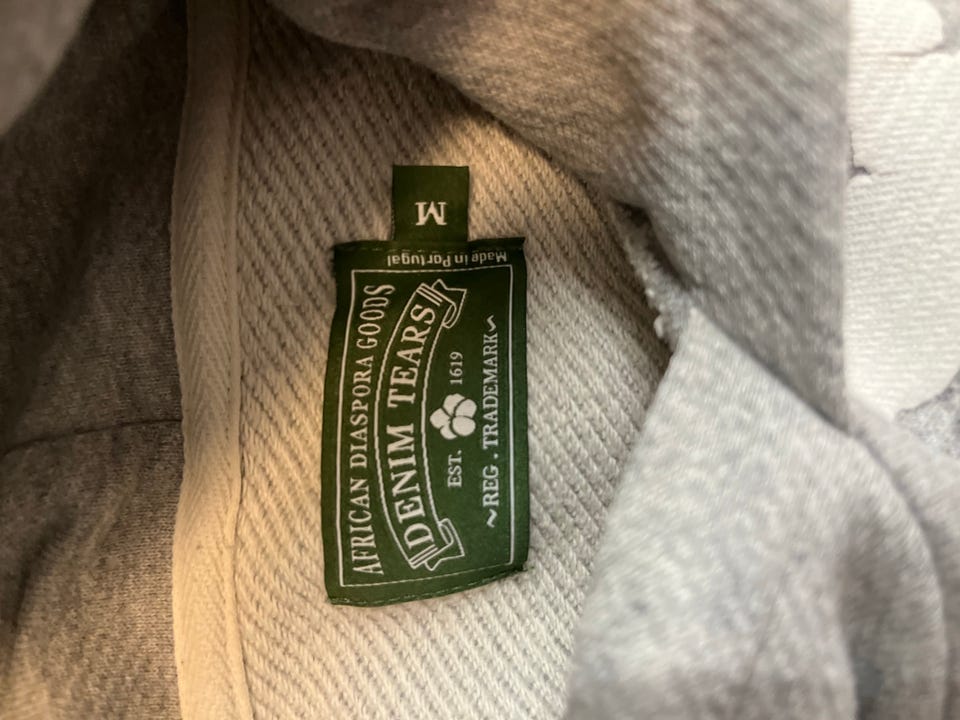 M
Made in Portugal
AFRICAN DIASPORA GOODS
DENIM TEARS
EST. 1619
~REG. TRADEMARK~